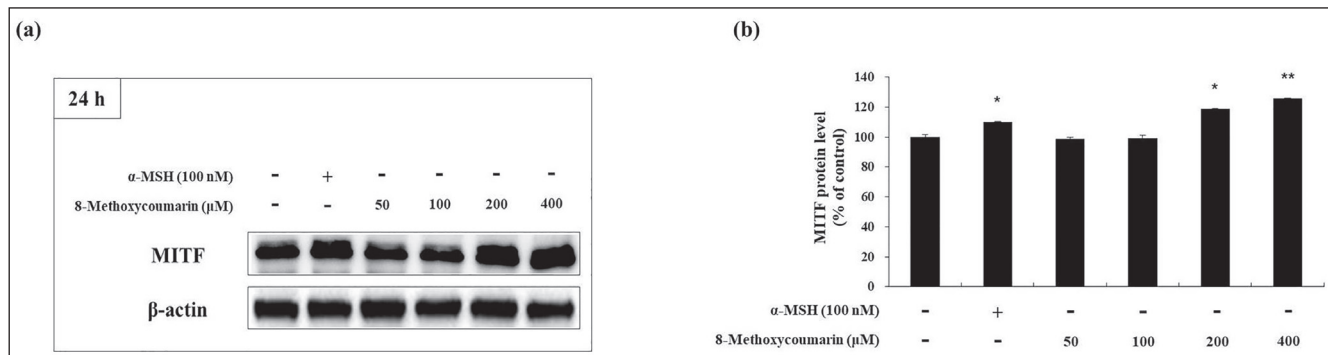 (a)
24 h
α-MSH (100 nM) - + - - - -
8-Methoxycoumarin (μM) - - 50 100 200 400
MITF
β-actin
(b)
MITF protein level
(% of control)
140
120
100
80
60
40
20
0
* * **
α-MSH (100 nM) - + - - - -
8-Methoxycoumarin (μM) - - 50 100 200 400